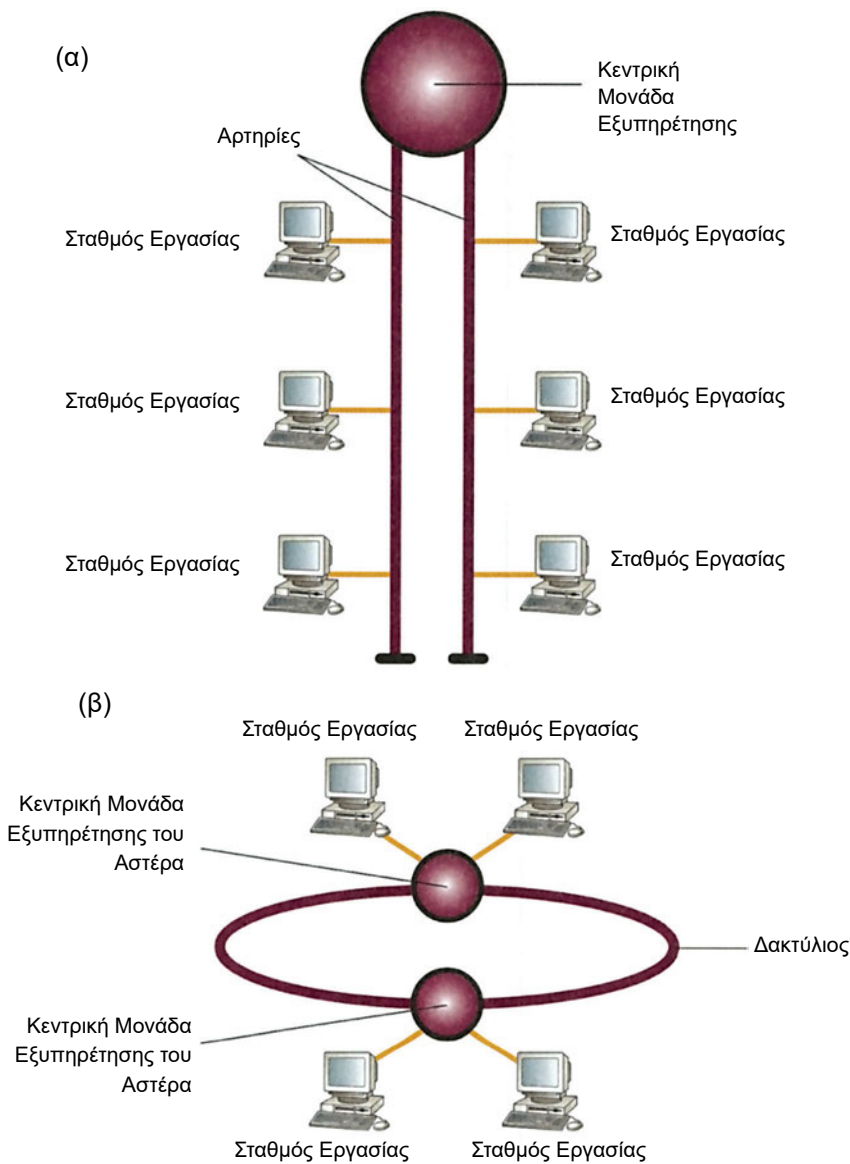 (α)
Κεντρική
Μονάδα
Εξυπηρέτησης
Αρτηρίες
Σταθμός Εργασίας
Σταθμός Εργασίας
Σταθμός Εργασίας
Σταθμός Εργασίας
Σταθμός Εργασίας
Σταθμός Εργασίας
(β)
Σταθμός Εργασίας
Σταθμός Εργασίας
Κεντρική Μονάδα
Εξυπηρέτησης του
Αστέρα
Δακτύλιος
Κεντρική Μονάδα
Εξυπηρέτησης του
Αστέρα
Σταθμός Εργασίας
Σταθμός Εργασίας